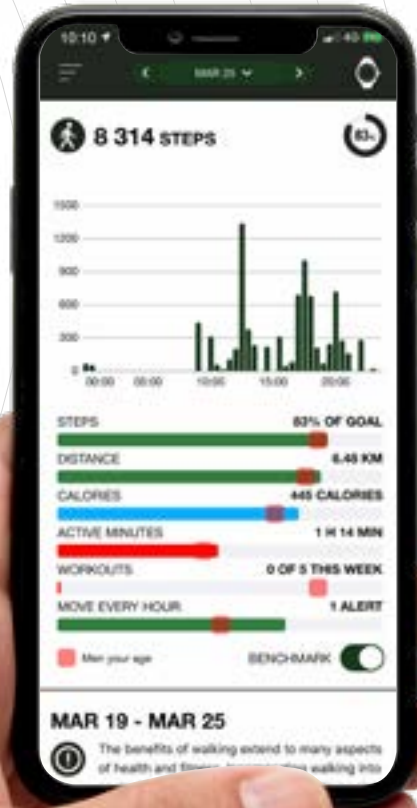 10:10
4G
MAR 25
8 314 STEPS
83%
1500
1200
900
600
300
0
00:00 05:00 10:00 15:00 20:00
STEPS 83% OF GOAL
DISTANCE 6.48 KM
CALORIES 445 CALORIES
ACTIVE MINUTES 1 H 14 MIN
WORKOUTS 0 OF 5 THIS WEEK
MOVE EVERY HOUR 1 ALERT
Men your age BENCHMARK
MAR 19 - MAR 25
The benefits of walking extend to many aspects
of health and walking into